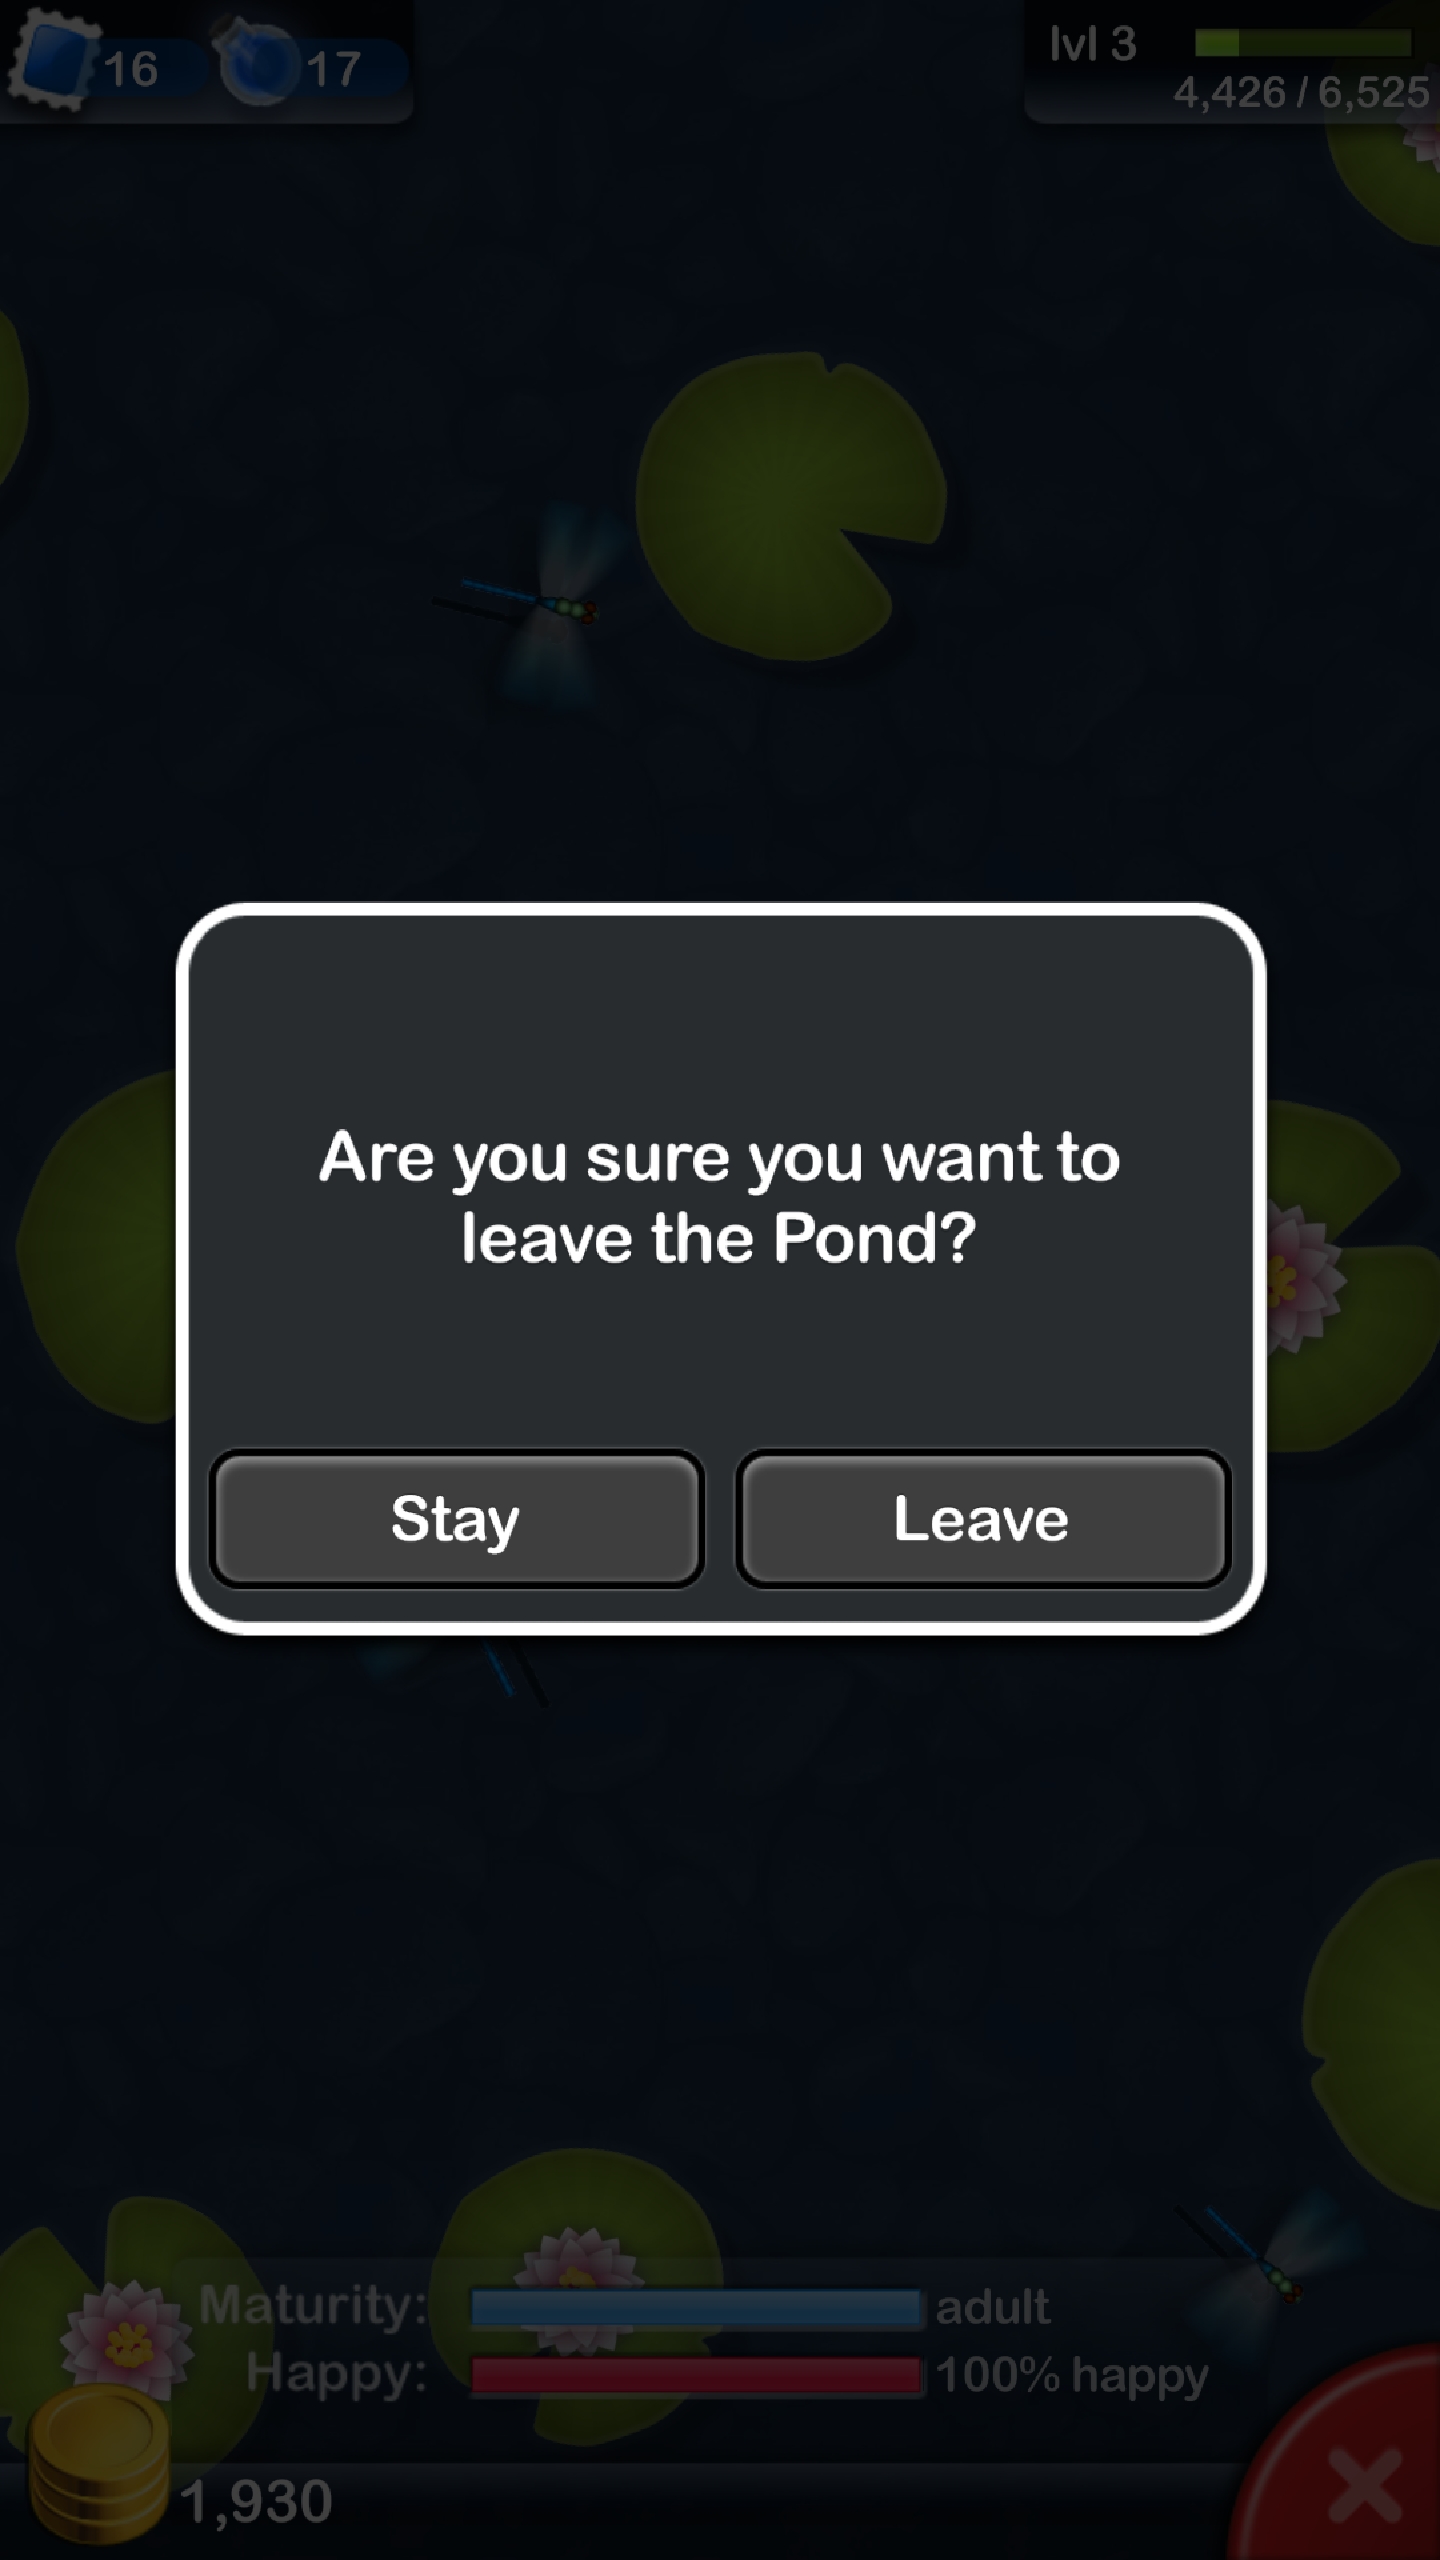 16 17
lvl 3
4,426 / 6,525
Are you sure you want to
leave the Pond?
Stay Leave
Maturity: adult
Happy: 100% happy
1,930